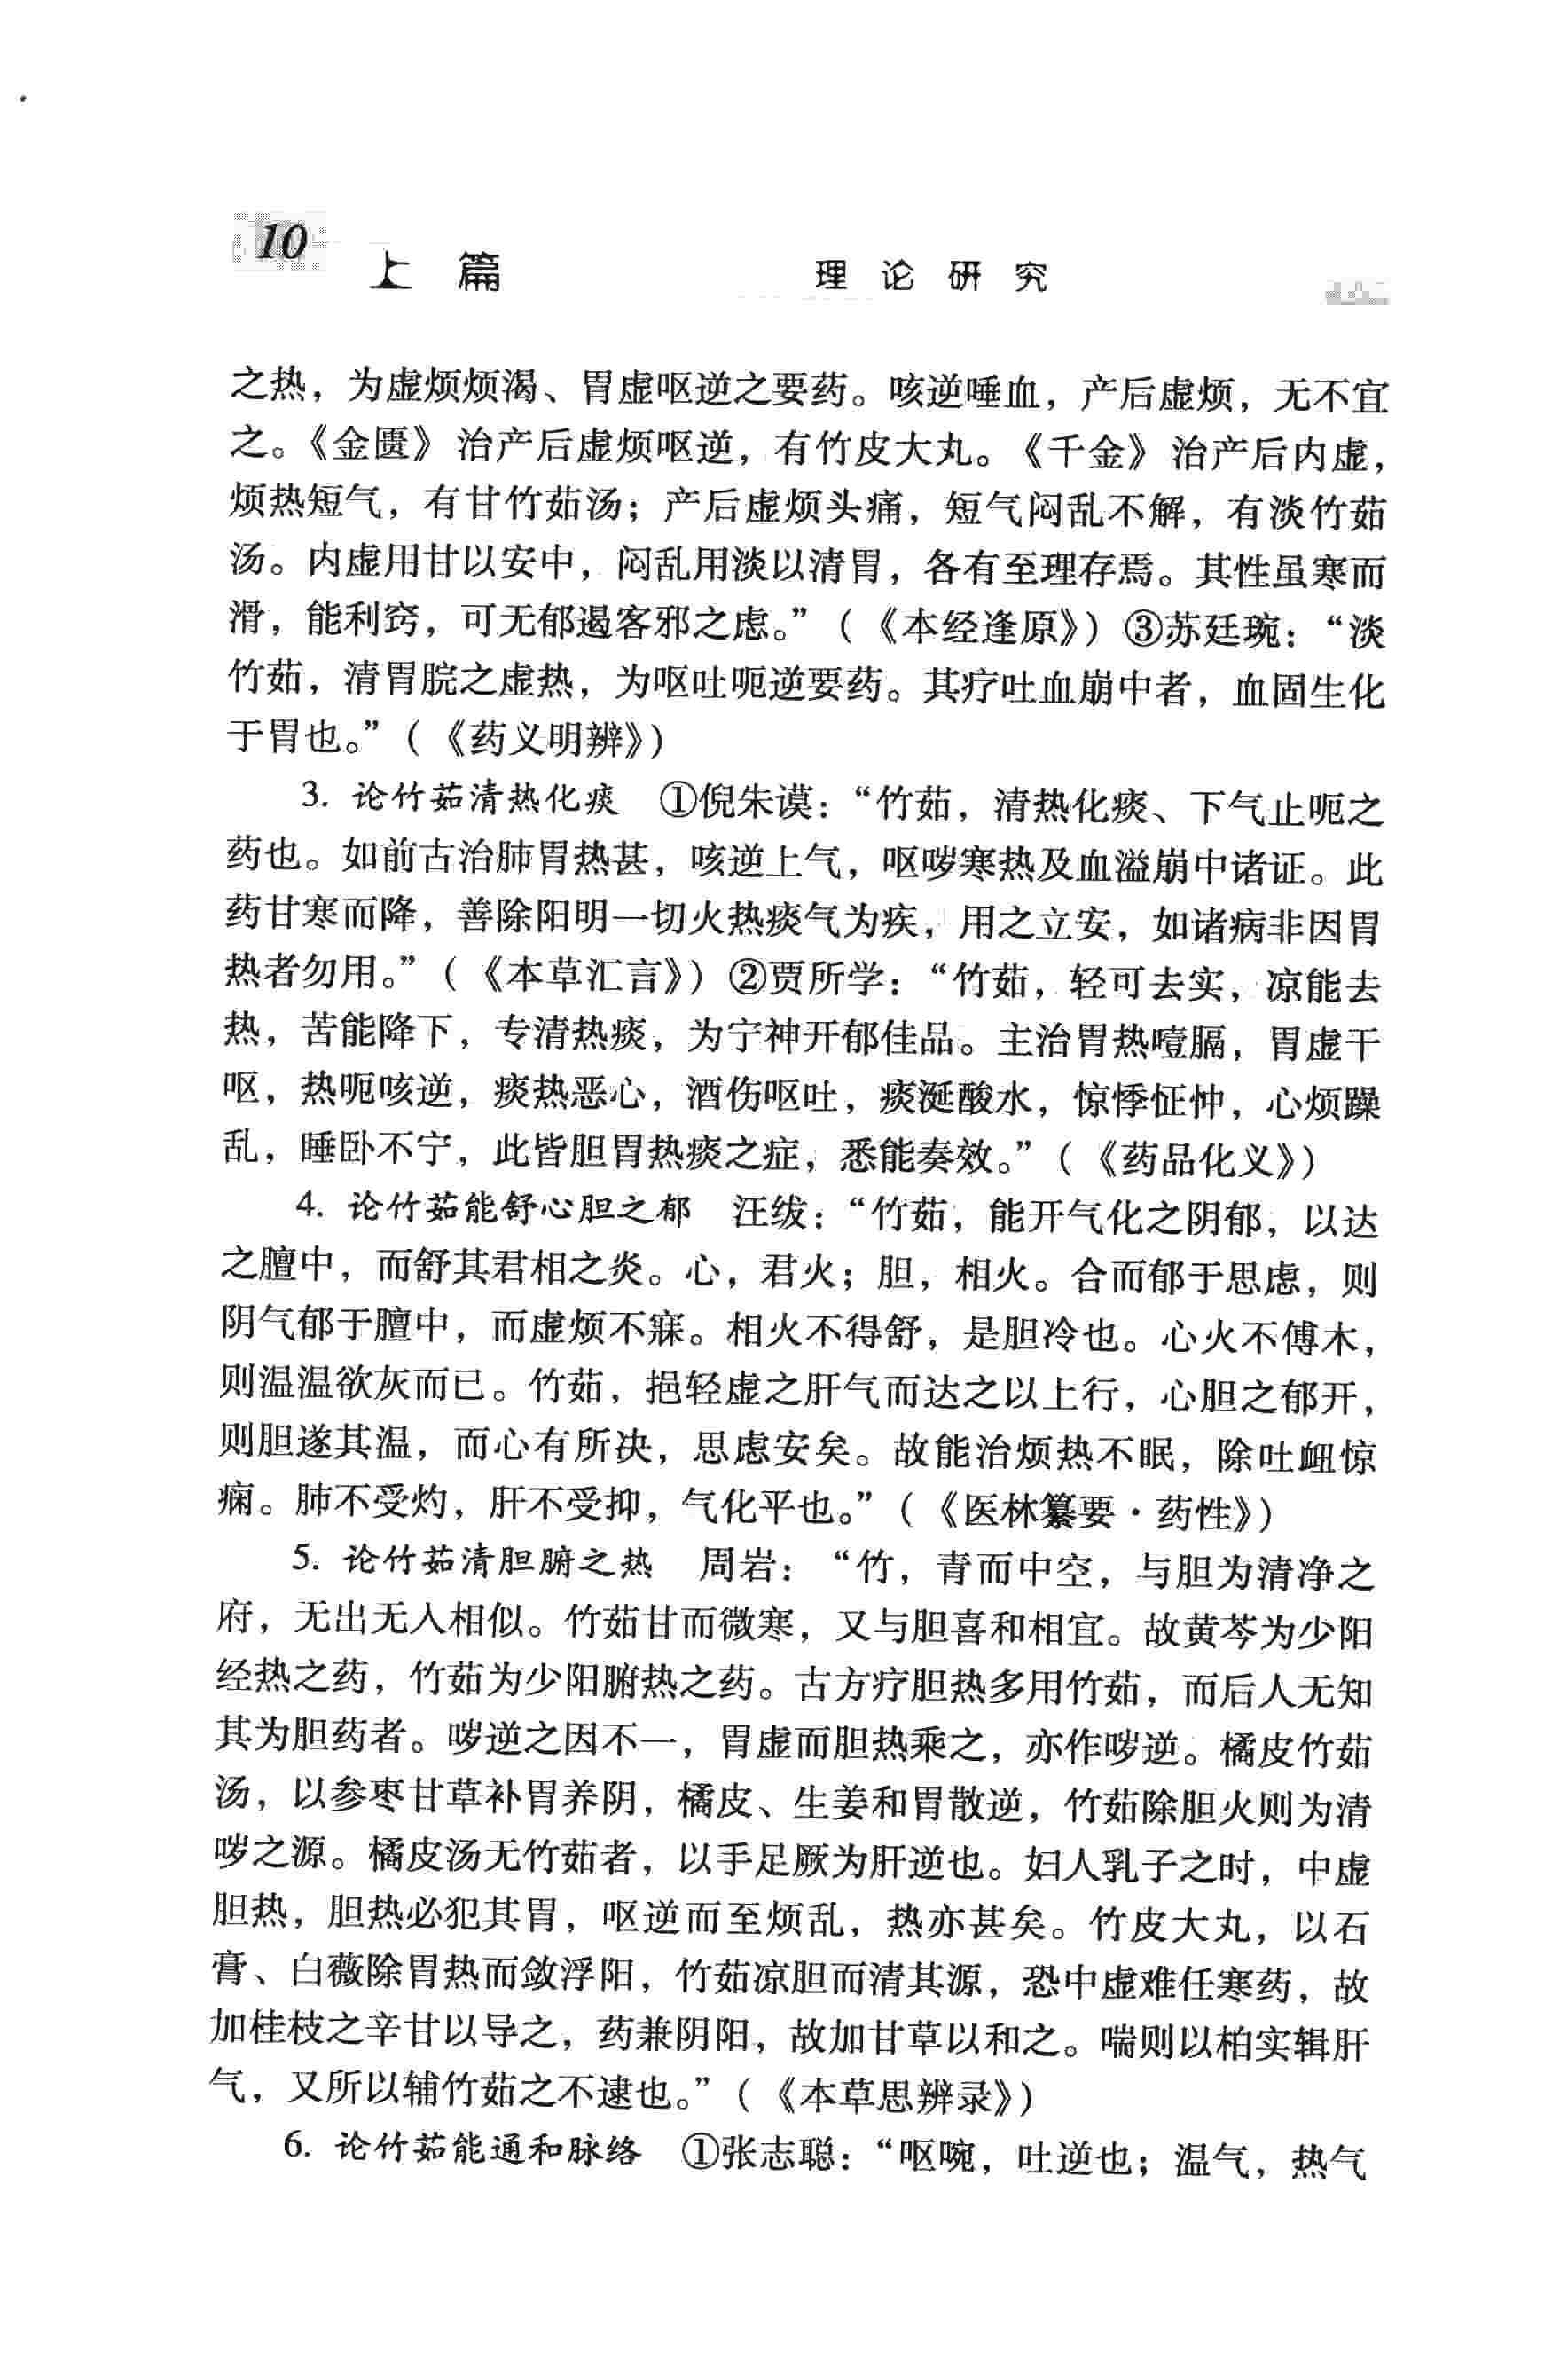 10
上 篇 理 论 研 究
之热，为虚烦烦渴、胃虚呕逆之要药。咳逆唾血，产后虚烦，无不宜
之。《金匮》治产后虚烦呕逆，有竹皮大丸。《千金》治产后内虚，
烦热短气，有甘竹茹汤；产后虚烦头痛，短气闷乱不解，有淡竹茹
汤。内虚用甘以安中，闷乱用淡以清胃，各有至理存焉。其性虽寒而
滑，能利窍，可无郁遏客邪之虑。”（《本经逢原》）③苏廷琬：“淡
竹茹，清胃脘之虚热，为呕吐呃逆要药。其疗吐血崩中者，血固生化
于胃也。”（《药义明辨》）
3. 论竹茹清热化痰 ①倪朱谟：“竹茹，清热化痰、下气止呃之
药也。如前古治肺胃热甚，咳逆上气，呕哕寒热及血溢崩中诸证。此
药甘寒而降，善除阳明一切火热痰气为疾，用之立安，如诸病非因胃
热者勿用。”（《本草汇言》）②贾所学：“竹茹，轻可去实，凉能去
热，苦能降下，专清热痰，为宁神开郁佳品。主治胃热噎膈，胃虚干
呕，热呃咳逆，痰热恶心，酒伤呕吐，痰涎酸水，惊悸怔忡，心烦躁
乱，睡卧不宁，此皆胆胃热痰之症，悉能奏效。”（《药品化义》）
4. 论竹茹能舒心胆之郁 汪绂：“竹茹，能开气化之阴郁，以达
之膻中，而舒其君相之炎。心，君火；胆，相火。合而郁于思虑，则
阴气郁于膻中，而虚烦不寐。相火不得舒，是胆冷也。心火不傅木，
则温温欲灰而已。竹茹，挹轻虚之肝气而达之以上行，心胆之郁开，
则胆遂其温，而心有所决，思虑安矣。故能治烦热不眠，除吐衄惊
痫。肺不受灼，肝不受抑，气化平也。”（《医林纂要·药性》）
5. 论竹茹清胆腑之热 周岩：“竹，青而中空，与胆为清净之
府，无出无入相似。竹茹甘而微寒，又与胆喜和相宜。故黄芩为少阳
经热之药，竹茹为少阳腑热之药。古方疗胆热多用竹茹，而后人无知
其为胆药者。哕逆之因不一，胃虚而胆热乘之，亦作哕逆。橘皮竹茹
汤，以参枣甘草补胃养阴，橘皮、生姜和胃散逆，竹茹除胆火则为清
哕之源。橘皮汤无竹茹者，以手足厥为肝逆也。妇人乳子之时，中虚
胆热，胆热必犯其胃，呕逆而至烦乱，热亦甚矣。竹皮大丸，以石
膏、白薇除胃热而敛浮阳，竹茹凉胆而清其源，恐中虚难任寒药，故
加桂枝之辛甘以导之，药兼阴阳，故加甘草以和之。喘则以柏实辑肝
气，又所以辅竹茹之不逮也。”（《本草思辨录》）
6. 论竹茹能通和脉络 ①张志聪：“呕啘，吐逆也；温气，热气